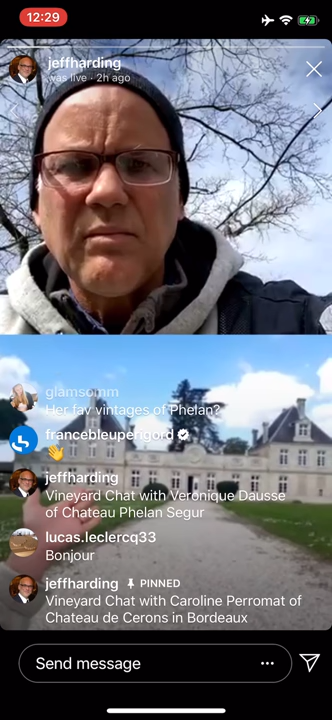 12:29
jeffharding
was live · 2h ago
glamsomm
Her fav vintages of Phelan?
francebleuperigord
👋
jeffharding
Vineyard Chat with Veronique Dausse
of Chateau Phelan Segur
lucas.leclercq33
Bonjour
jeffharding PINNED
Vineyard Chat with Caroline Perromat of
Chateau de Cerons in Bordeaux
Send message